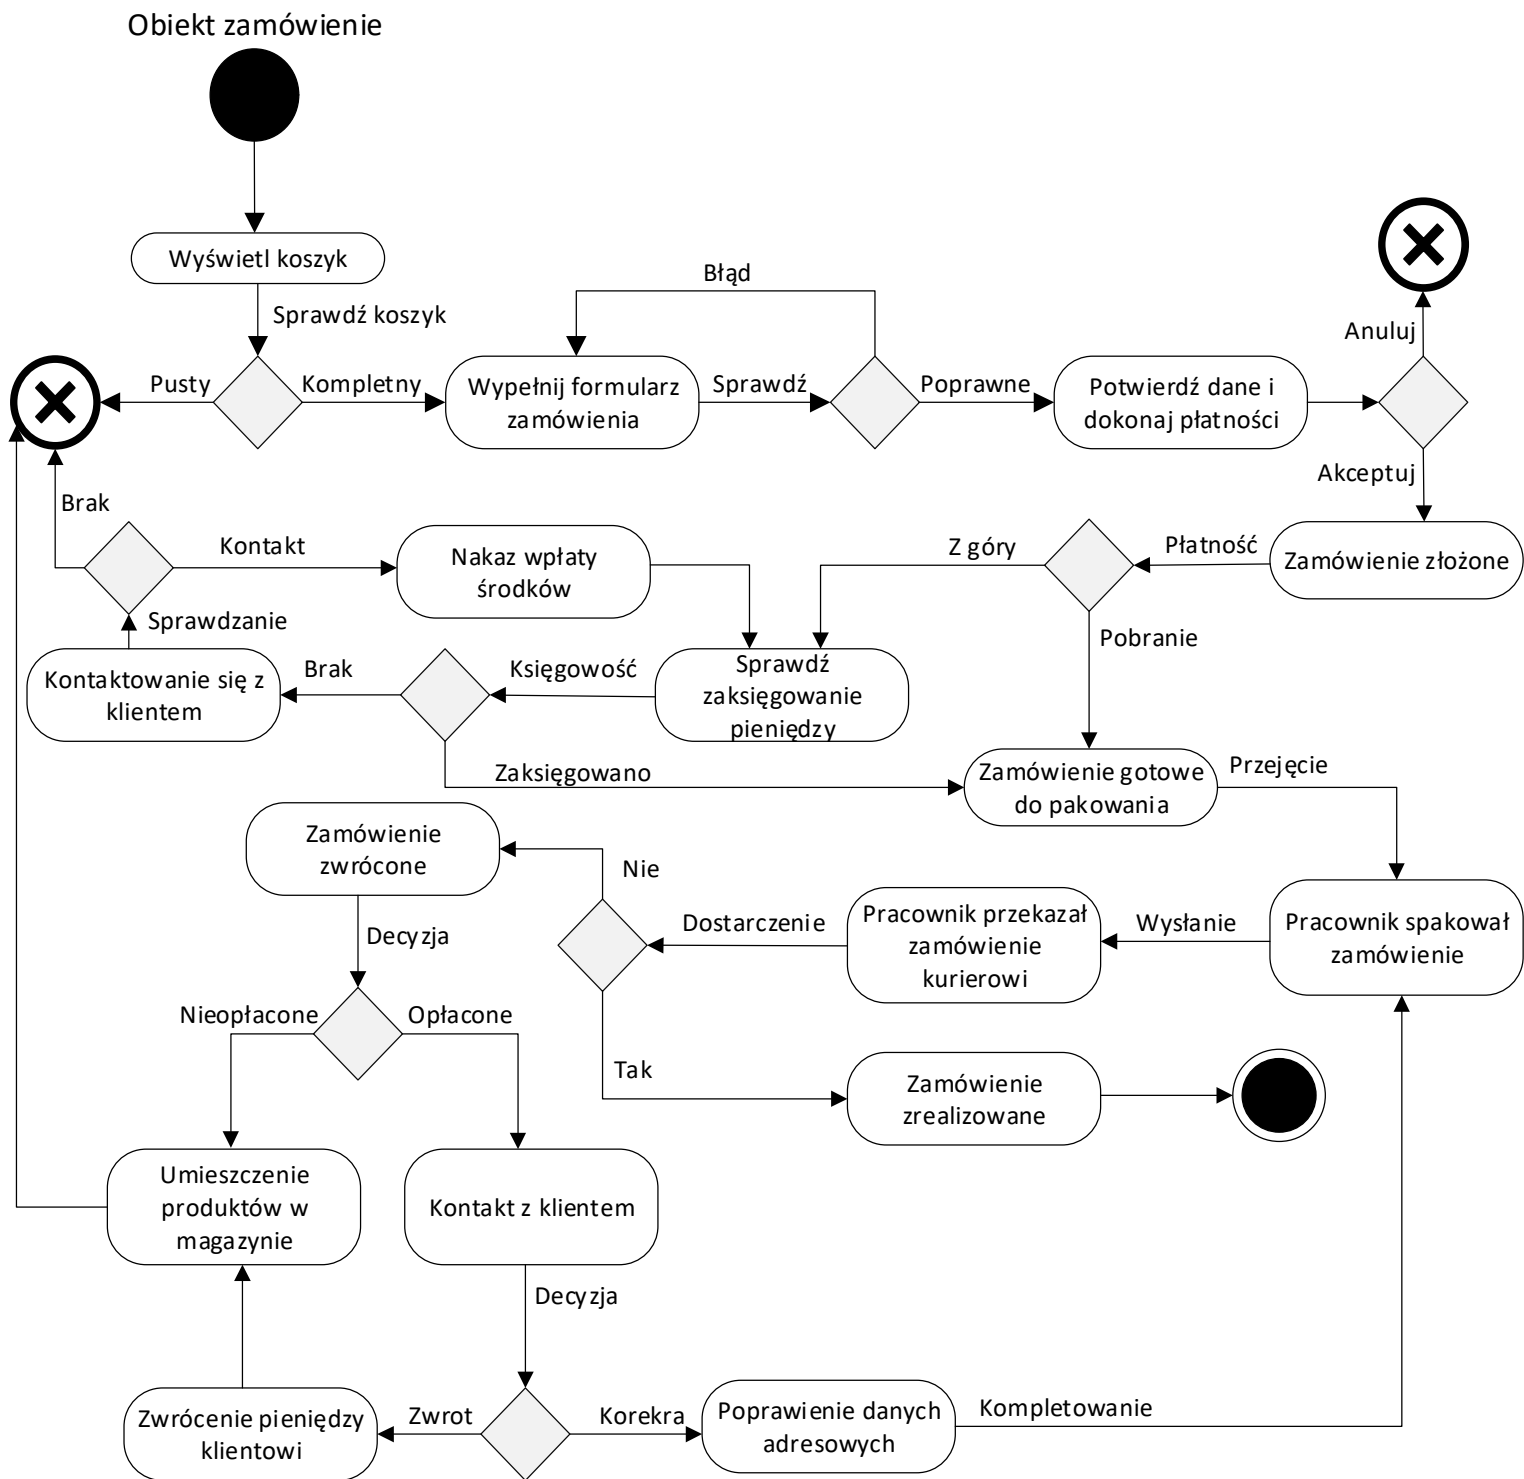 Obiekt zamówienie
Wyświetl koszyk
Sprawdź koszyk
Błąd
Anuluj
Pusty
Kompletny
Wypełnij formularz
zamówienia
Sprawdź
Poprawne
Potwierdź dane i
dokonaj płatności
Akceptuj
Brak
Kontakt
Nakaz wpłaty
środków
Z góry
Płatność
Zamówienie złożone
Sprawdzanie
Pobranie
Kontaktowanie się z
klientem
Brak
Księgowość
Sprawdź
zaksięgowanie
pieniędzy
Zaksięgowano
Zamówienie gotowe
do pakowania
Przejęcie
Zamówienie
zwrócone
Nie
Decyzja
Dostarczenie
Pracownik przekazał
zamówienie
kurierowi
Wysłanie
Pracownik spakował
zamówienie
Nieopłacone
Opłacone
Tak
Zamówienie
zrealizowane
Umieszczenie
produktów w
magazynie
Kontakt z klientem
Decyzja
Zwrócenie pieniędzy
klientowi
Zwrot
Korekra
Poprawienie danych
adresowych
Kompletowanie